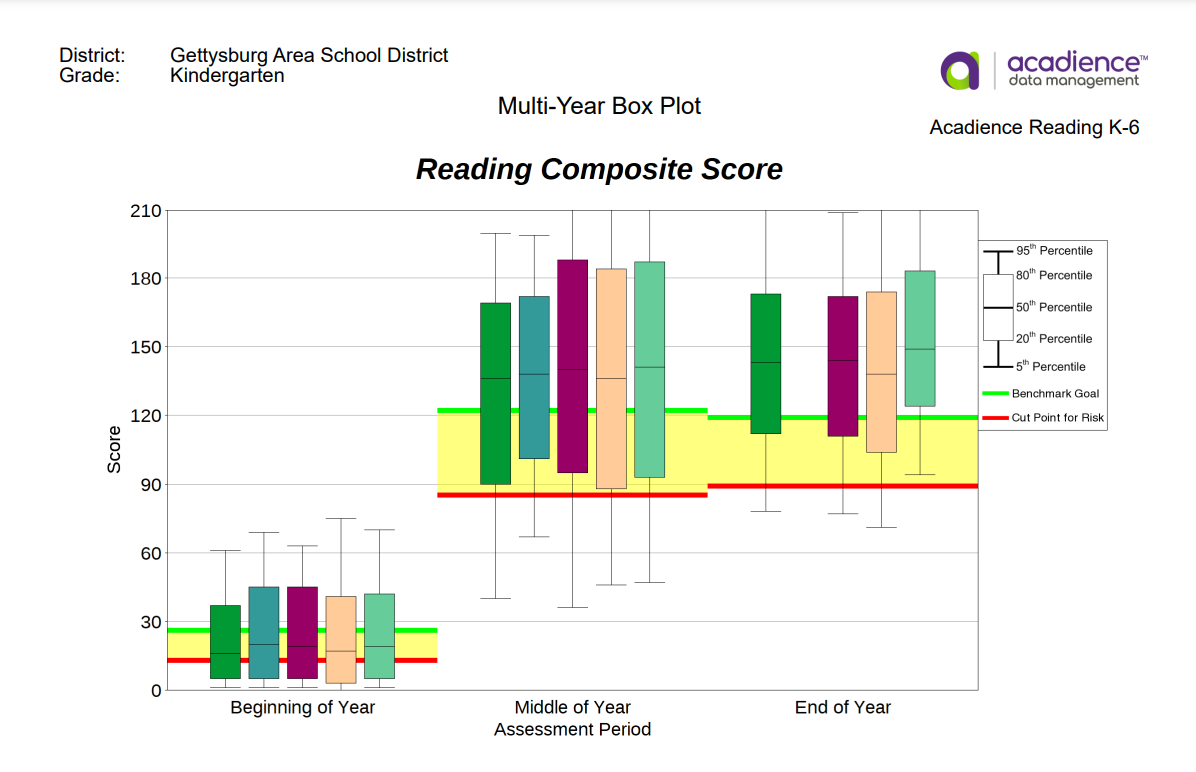 District: Gettysburg Area School District
Grade: Kindergarten
acadience™
data management
Multi-Year Box Plot
Acadience Reading K-6
Reading Composite Score
210
180
150
120
90
60
30
0
Score
95th Percentile
80th Percentile
50th Percentile
20th Percentile
5th Percentile
Benchmark Goal
Cut Point for Risk
Beginning of Year Middle of Year End of Year
Assessment Period